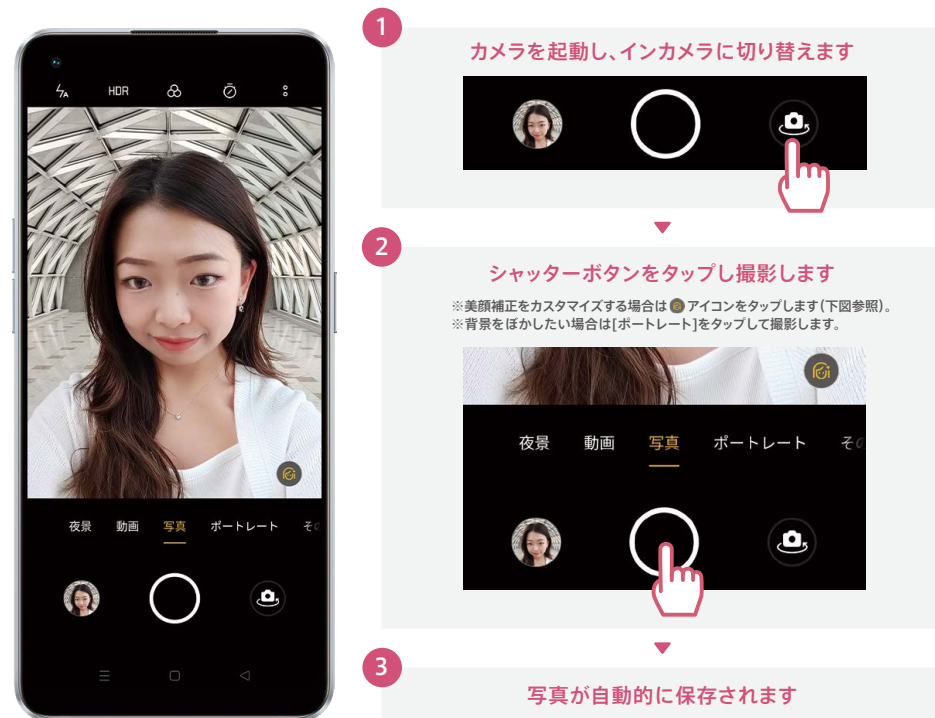 HDR
夜景 動画 写真 ポートレート
1
カメラを起動し、インカメラに切り替えます
2
シャッターボタンをタップし撮影します
※美顔補正をカスタマイズする場合は アイコンをタップします(下図参照)。
※背景をぼかしたい場合は[ポートレート]をタップして撮影します。
夜景 動画 写真 ポートレート
3
写真が自動的に保存されます